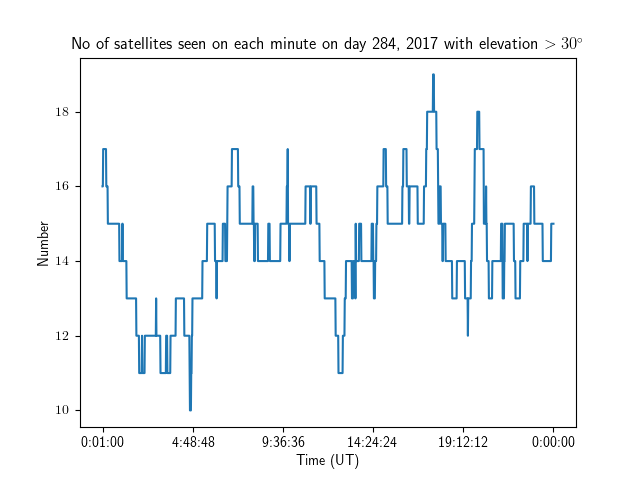 No of satellites seen on each minute on day 284, 2017 with elevation > 30°
Number
18
16
14
12
10
0:01:00 4:48:48 9:36:36 14:24:24 19:12:12 0:00:00
Time (UT)